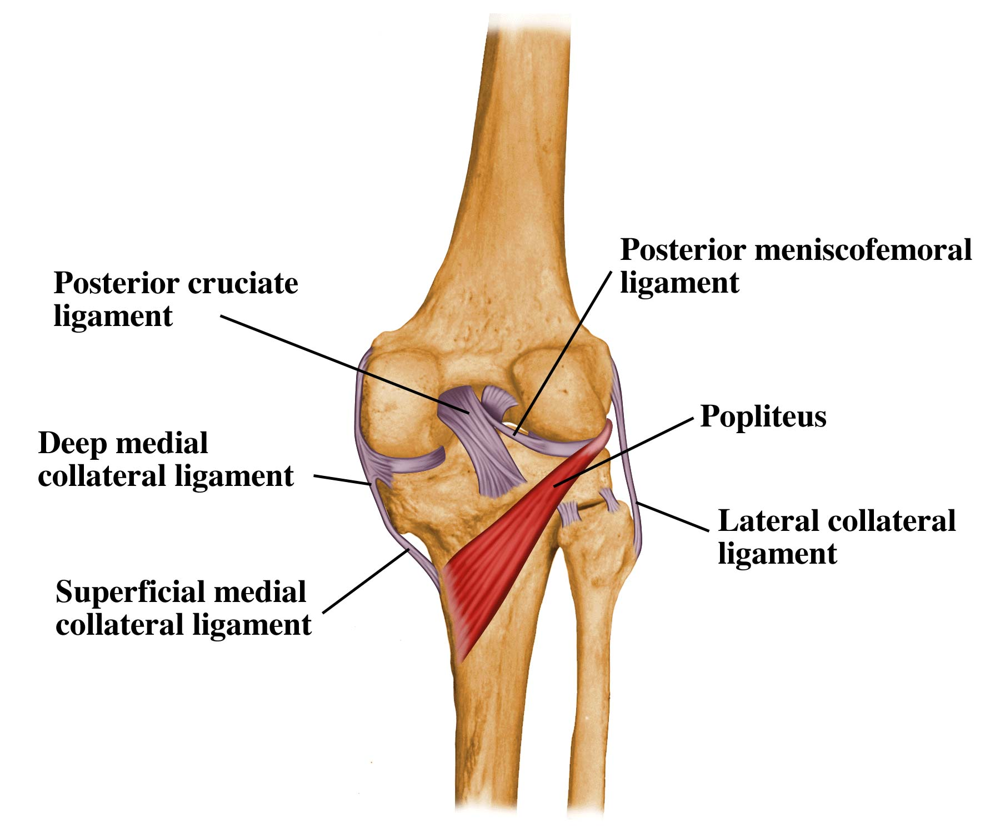 Posterior meniscofemoral
ligament
Posterior cruciate
ligament
Popliteus
Deep medial
collateral ligament
Lateral collateral
ligament
Superficial medial
collateral ligament